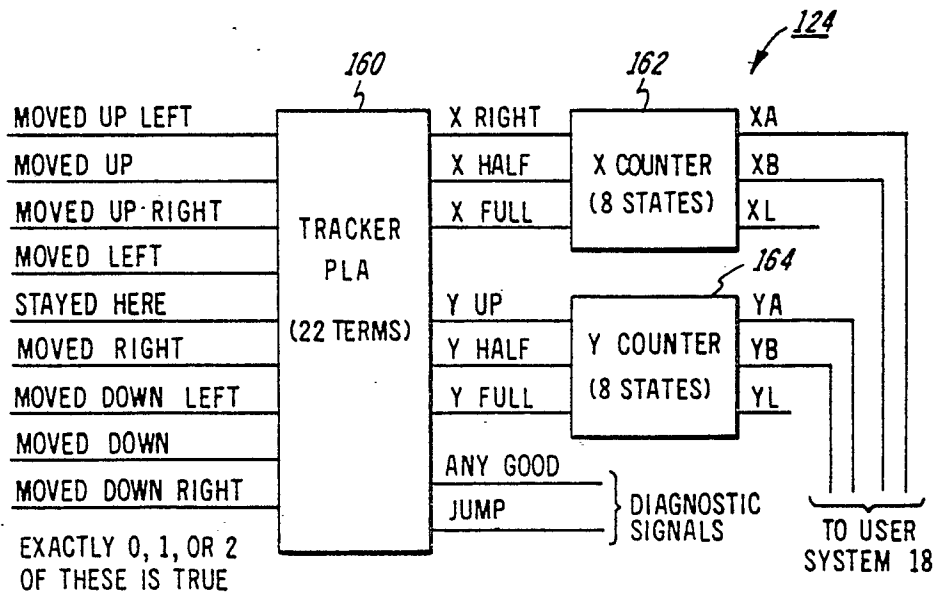 124
160
162
MOVED UP LEFT
MOVED UP
MOVED UP-RIGHT
MOVED LEFT
STAYED HERE
MOVED RIGHT
MOVED DOWN LEFT
MOVED DOWN
MOVED DOWN RIGHT
EXACTLY 0, 1, OR 2
OF THESE IS TRUE
TRACKER
PLA
(22 TERMS)
X RIGHT
X HALF
X FULL
X COUNTER
(8 STATES)
XA
XB
XL
164
Y UP
Y HALF
Y FULL
Y COUNTER
(8 STATES)
YA
YB
YL
ANY GOOD
JUMP
DIAGNOSTIC
SIGNALS
TO USER
SYSTEM 18